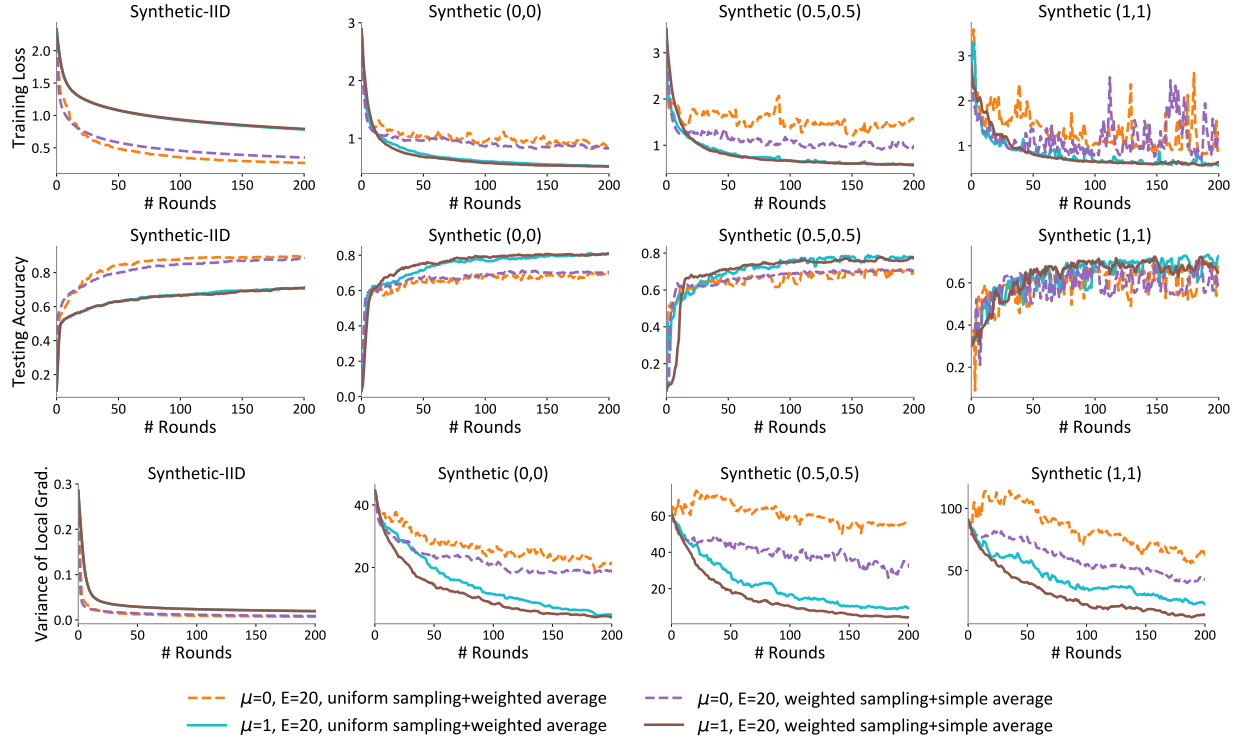 Synthetic-IID Synthetic (0,0) Synthetic (0.5,0.5) Synthetic (1,1)
Training Loss
2.0
1.5
1.0
0.5
0 50 100 150 200
# Rounds
3
2
1
0 50 100 150 200
# Rounds
3
2
1
0 50 100 150 200
# Rounds
3
2
1
0 50 100 150 200
# Rounds
Synthetic-IID Synthetic (0,0) Synthetic (0.5,0.5) Synthetic (1,1)
Testing Accuracy
0.8
0.6
0.4
0.2
0 50 100 150 200
# Rounds
0.8
0.6
0.4
0.2
0.0
0 50 100 150 200
# Rounds
0.8
0.6
0.4
0.2
0 50 100 150 200
# Rounds
0.6
0.4
0.2
0 50 100 150 200
# Rounds
Synthetic-IID Synthetic (0,0) Synthetic (0.5,0.5) Synthetic (1,1)
Variance of Local Grad.
0.3
0.2
0.1
0.0
0 50 100 150 200
# Rounds
40
20
0 50 100 150 200
# Rounds
60
40
20
0 50 100 150 200
# Rounds
100
50
0 50 100 150 200
# Rounds
μ=0, E=20, uniform sampling+weighted average
μ=1, E=20, uniform sampling+weighted average
μ=0, E=20, weighted sampling+simple average
μ=1, E=20, weighted sampling+simple average